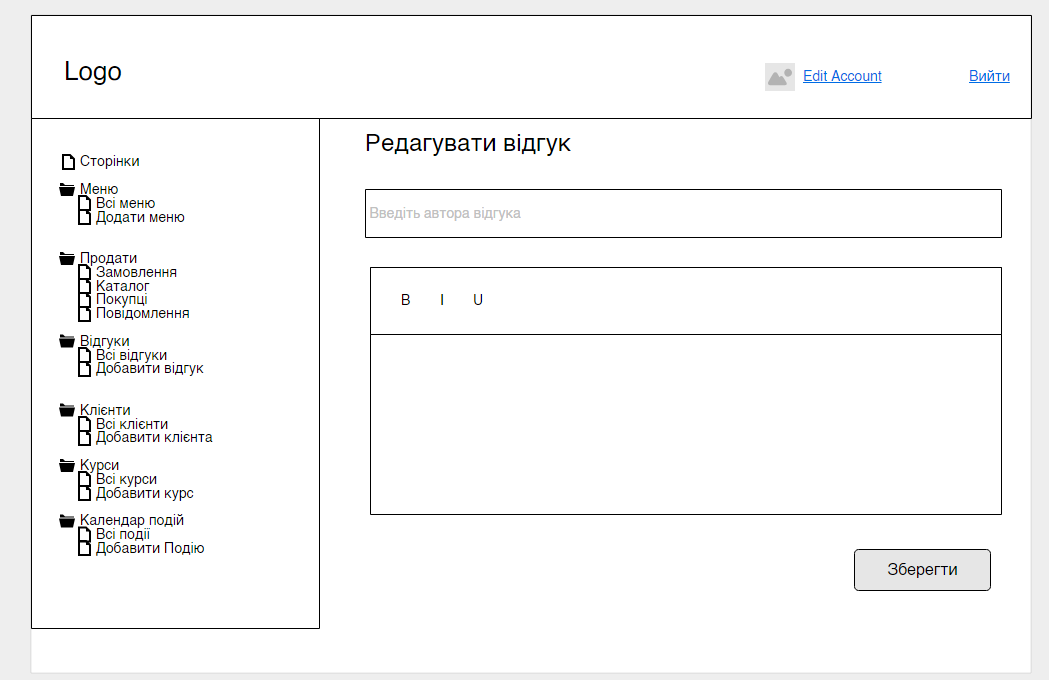 Logo
Edit Account
Вийти
Сторінки
Меню
Всі меню
Додати меню
Продати
Замовлення
Каталог
Покупці
Повідомлення
Відгуки
Всі відгуки
Добавити відгук
Клієнти
Всі клієнти
Добавити клієнта
Курси
Всі курси
Добавити курс
Календар подій
Всі події
Добавити Подію
Редагувати відгук
Введіть автора відгука
B I U
Зберегти